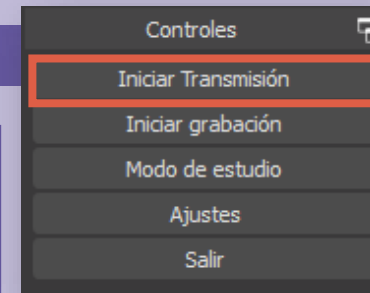 Controles
Iniciar Transmisión
Iniciar grabación
Modo de estudio
Ajustes
Salir